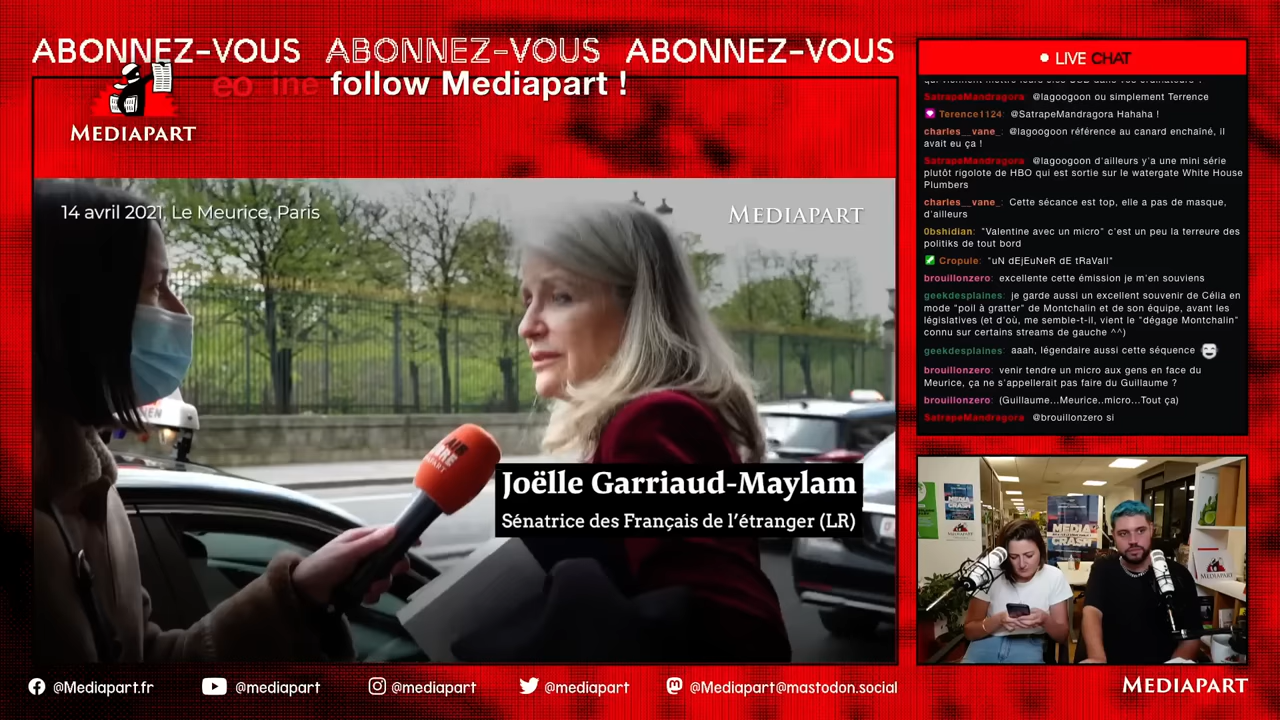 ABONNEZ-VOUS ABONNEZ-VOUS ABONNEZ-VOUS
follow Mediapart !
MEDIAPART
14 avril 2021, Le Meurice, Paris
MEDIAPART
Joëlle Garriaud-Maylam
Sénatrice des Français de l'étranger (LR)
LIVE CHAT
SatrapeMandragora @lagoogoon ou simplement Terrence
Terence1124: @SatrapeMandragora Hahaha !
charles__vane_: @lagoogoon référence au canard enchaîné, il
avait eu ça !
SatrapeMandragora @lagoogoon d'ailleurs y'a une mini série
plutôt rigolote de HBO qui est sortie sur le watergate White House
Plumbers
charles__vane_: Cette sécance est top, elle a pas de masque,
d'ailleurs
0bshidian: "Valentine avec un micro" c'est un peu la terreure des
politiks de tout bord
Cropule: "uN dE|EuNeR dE tRaVaIl"
brouillonzero: excellente cette émission je m'en souviens
geekdesplaines: je garde aussi un excellent souvenir de Célia en
mode "poil à gratter" de Montchalin et de son équipe, avant les
législatives (et d'où, me semble-t-il, vient le "dégage Montchalin"
connu sur certains streams de gauche ^^)
geekdesplaines: aaah, légendaire aussi cette séquence
brouillonzero: venir tendre un micro aux gens en face du
Meurice, ça ne s'appellerait pas faire du Guillaume ?
brouillonzero: (Guillaume...Meurice..micro...Tout ça)
SatrapeMandragora @brouillonzero si
MEDIA
CRASH
MEDIAPART
@Mediapart.fr @mediapart @mediapart @mediapart @Mediapart@mastodon.social
MEDIAPART